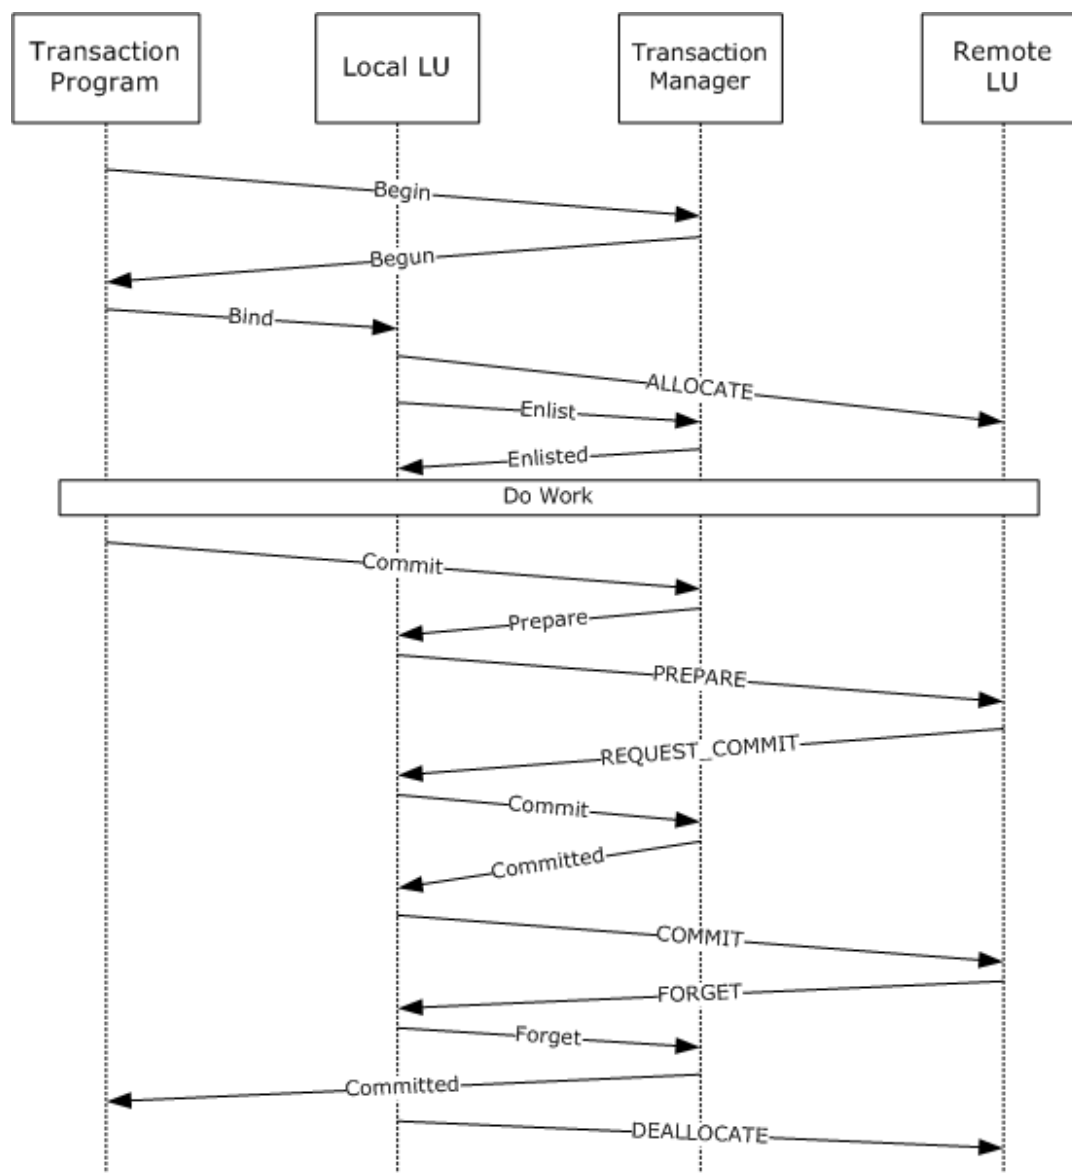 Transaction
Program
Local LU
Transaction
Manager
Remote
LU
Begin
Begun
Bind
ALLOCATE
Enlist
Enlisted
Do Work
Commit
Prepare
PREPARE
REQUEST_COMMIT
Commit
Committed
COMMIT
FORGET
Forget
Committed
DEALLOCATE